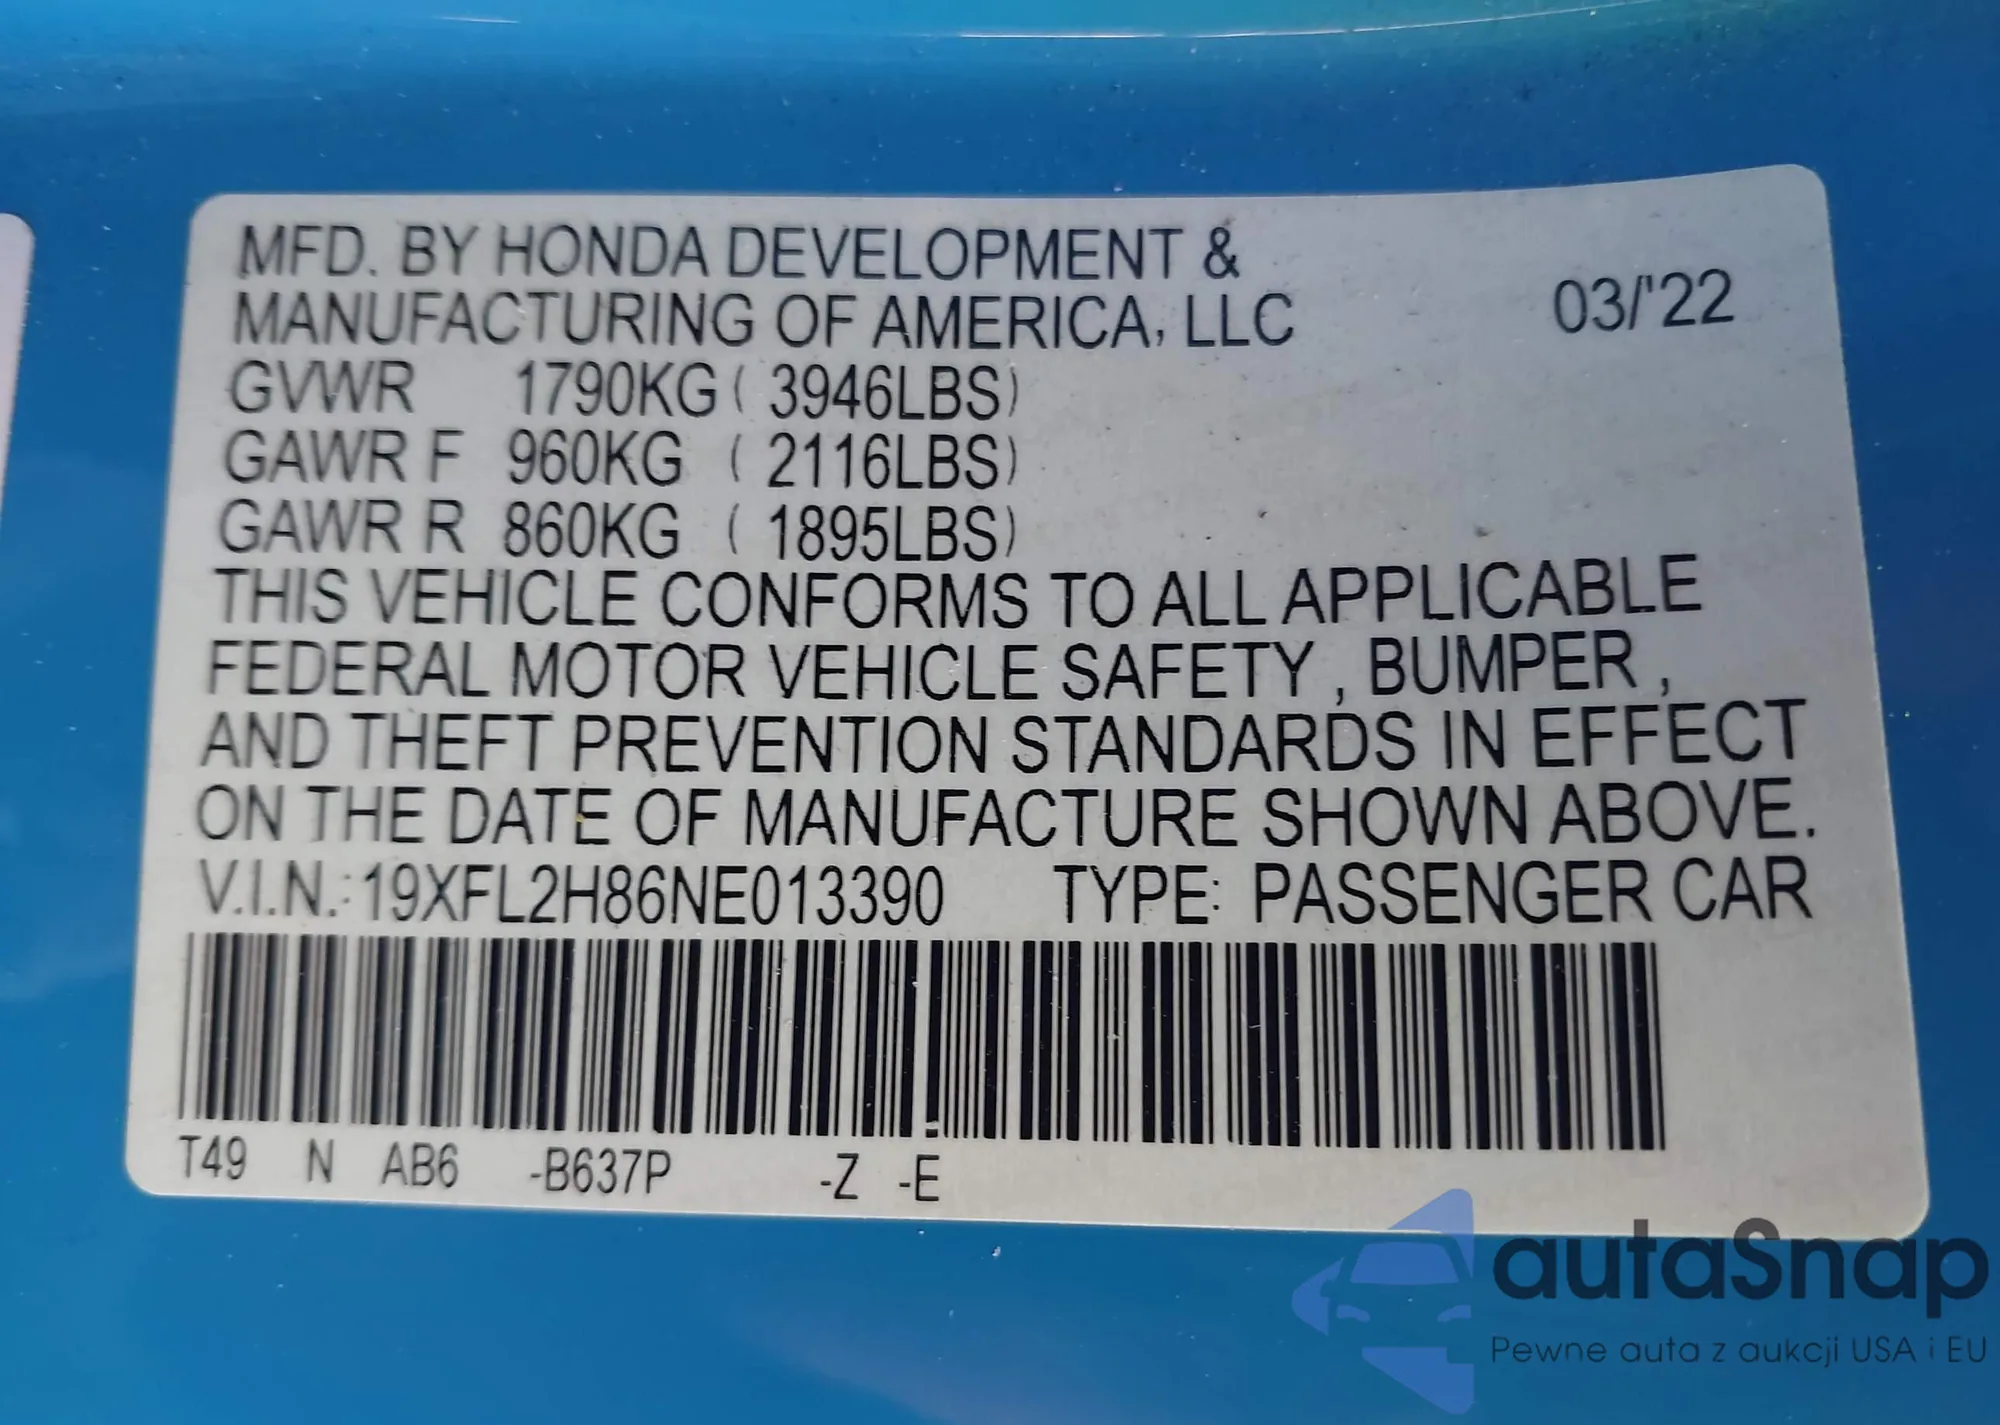 MFD. BY HONDA DEVELOPMENT &
MANUFACTURING OF AMERICA, LLC 03/'22
GVWR 1790KG ( 3946LBS)
GAWR F 960KG ( 2116LBS)
GAWR R 860KG ( 1895LBS)
THIS VEHICLE CONFORMS TO ALL APPLICABLE
FEDERAL MOTOR VEHICLE SAFETY , BUMPER ,
AND THEFT PREVENTION STANDARDS IN EFFECT
ON THE DATE OF MANUFACTURE SHOWN ABOVE.
V.I.N.: 19XFL2H86NE013390 TYPE: PASSENGER CAR
T49 N AB6 -B637P -Z -E
autaSnap
Pewne auta z aukcji USA i EU